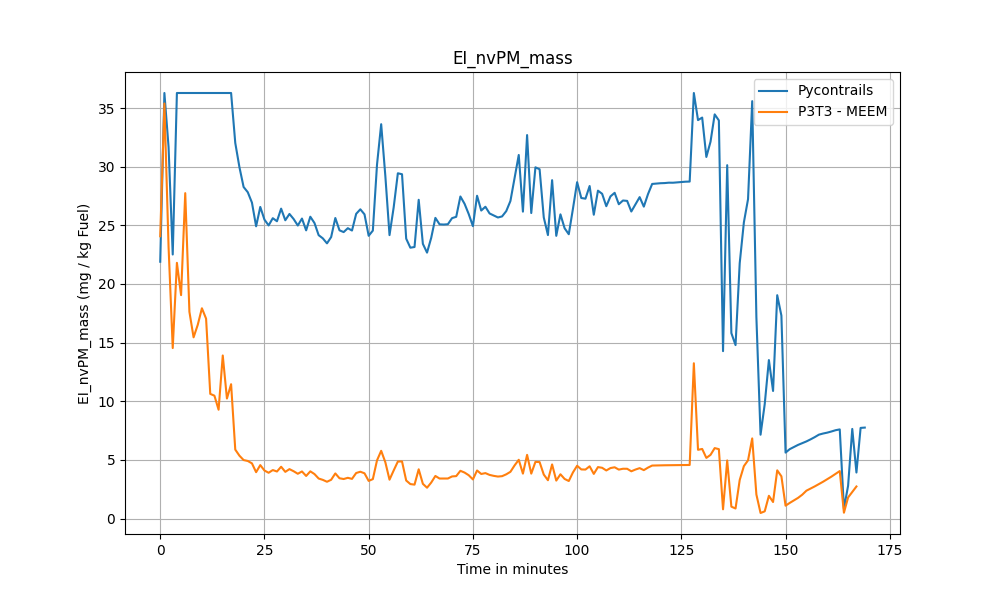 EI_nvPM_mass
Pycontrails
P3T3 - MEEM
EI_nvPM_mass (mg / kg Fuel)
35
30
25
20
15
10
5
0
0 25 50 75 100 125 150 175
Time in minutes